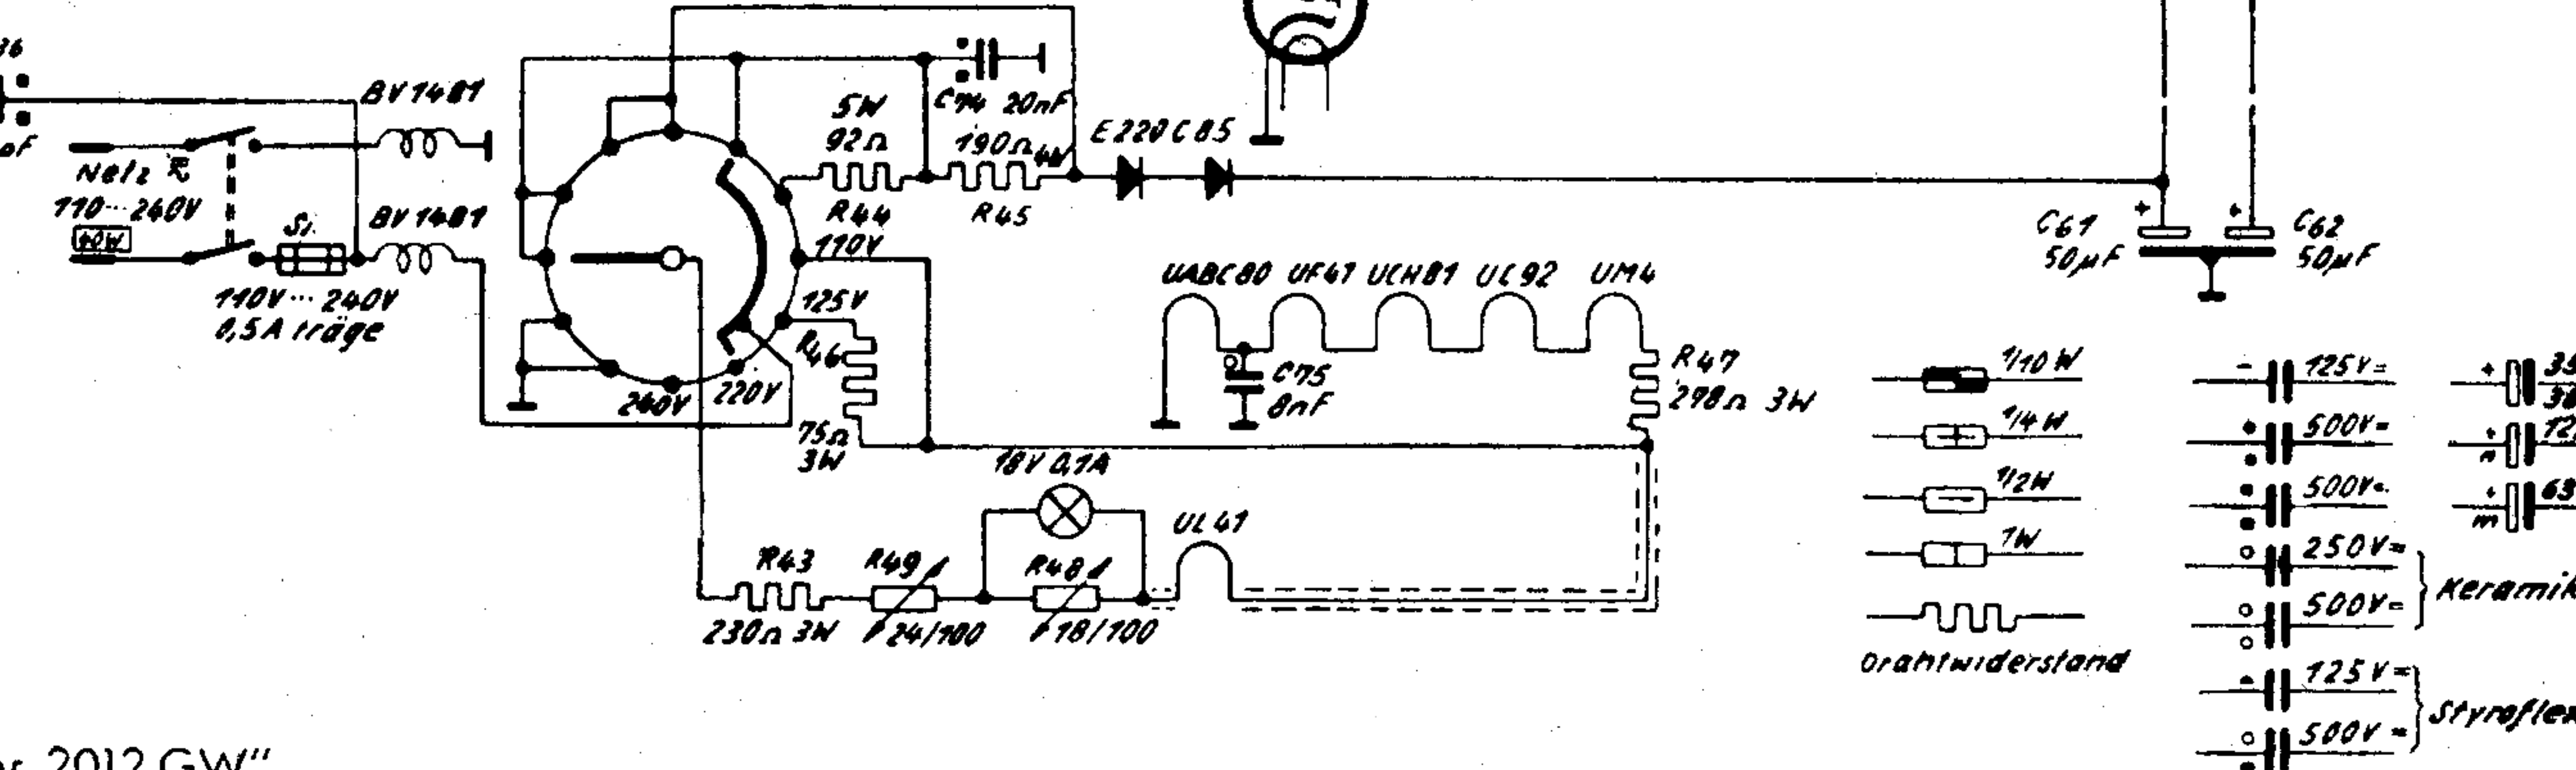 BV 1481
Netz
110...240V
40W
Si.
BV 1481
110V...240V
0,5A träge
5W
92Ω
R44
C74 20nF
190Ω 4W
R45
E220C85
110V
125V
R46
75Ω
3W
220V
240V
UABC80 UF41 UCH81 UC92 UM4
C75
8nF
R47
298Ω 3W
18V 0,1A
UL41
R43
230Ω 3W
R49
24/100
R48
18/100
C61
50µF
C62
50µF
1/10 W
1/4 W
1/2W
1W
Drahtwiderstand
125V=
500V=
500V=
250V=
500V=
Keramik
125V=
500V=
Styroflex
2012 GW"